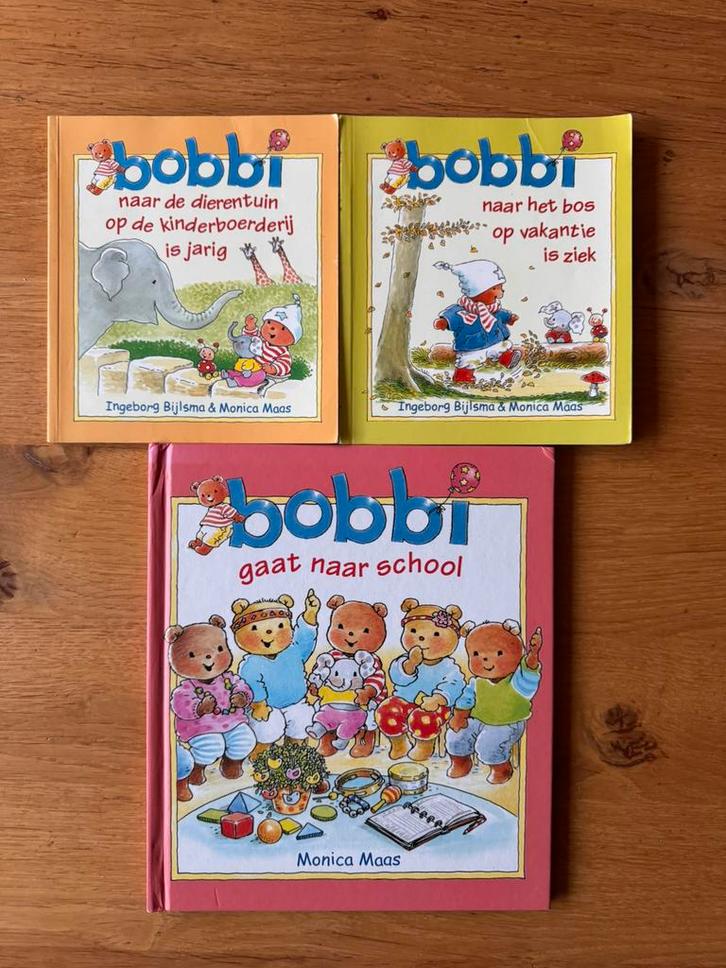 bobbi
naar de dierentuin
op de kinderboerderij
is jarig
Ingeborg Bijlsma & Monica Maas
bobbi
naar het bos
op vakantie
is ziek
Ingeborg Bijlsma & Monica Maas
bobbi
gaat naar school
Monica Maas